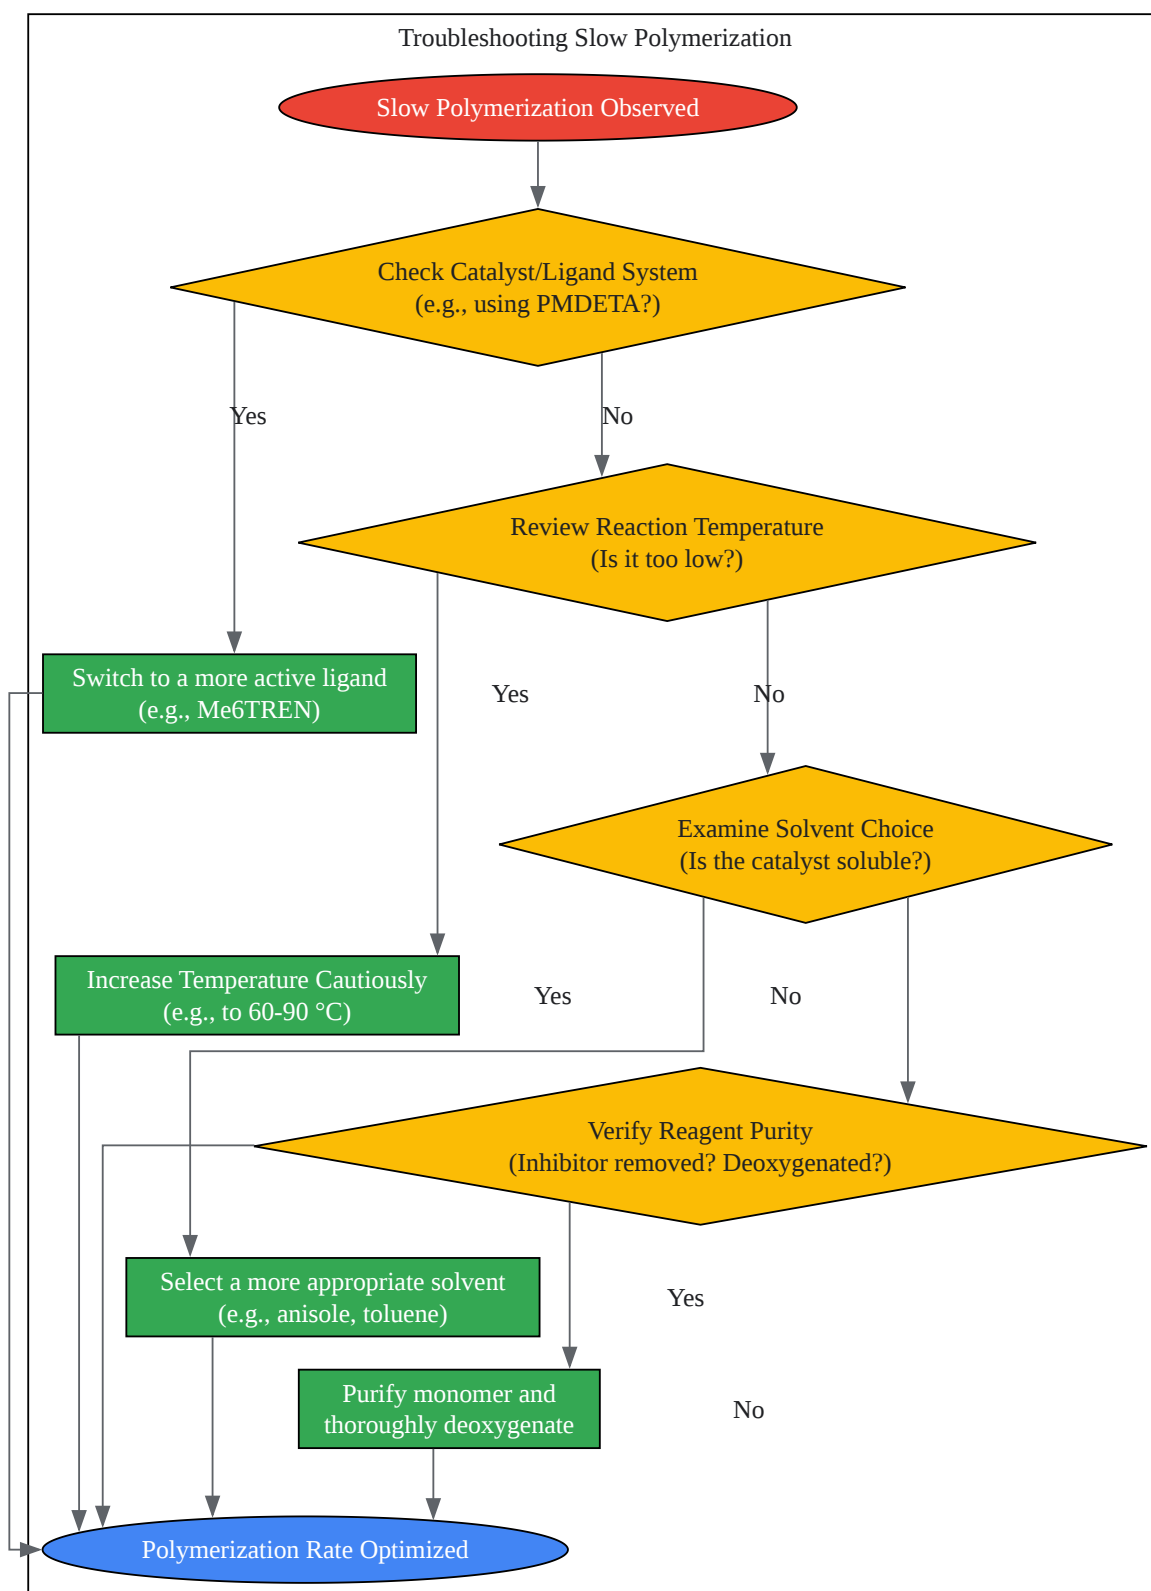 Troubleshooting Slow Polymerization
Slow Polymerization Observed
Check Catalyst/Ligand System
(e.g., using PMDETA?)
Yes
No
Review Reaction Temperature
(Is it too low?)
Switch to a more active ligand
(e.g., Me6TREN)
Yes
No
Examine Solvent Choice
(Is the catalyst soluble?)
Increase Temperature Cautiously
(e.g., to 60-90 °C)
Yes
No
Verify Reagent Purity
(Inhibitor removed? Deoxygenated?)
Select a more appropriate solvent
(e.g., anisole, toluene)
Yes
Purify monomer and
thoroughly deoxygenate
No
Polymerization Rate Optimized